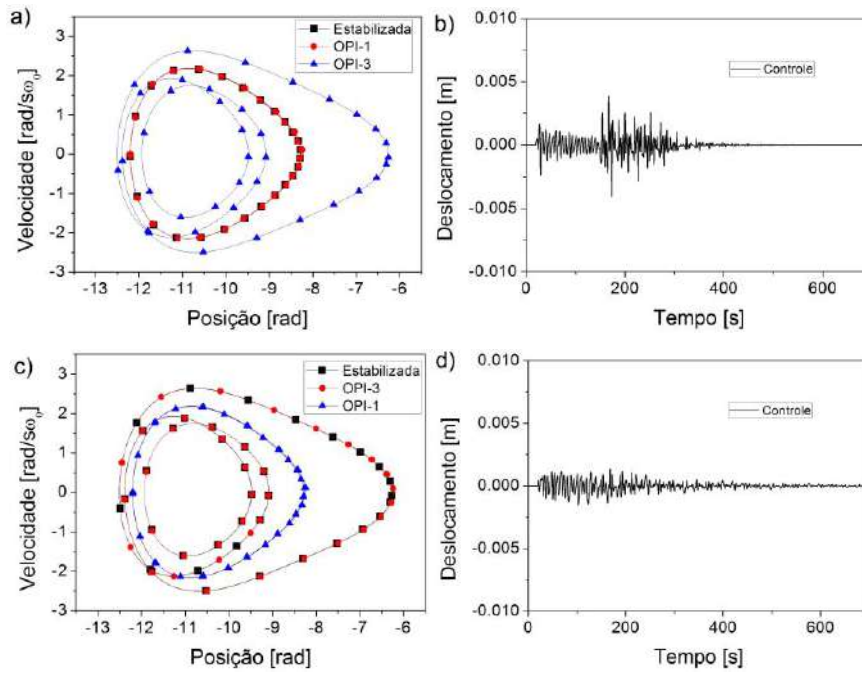 a)
3
2
1
0
-1
-2
-3
Velocidade [rad/sω₀]
Estabilizada
OPI-1
OPI-3
-13 -12 -11 -10 -9 -8 -7 -6
Posição [rad]
b)
0.010
0.005
0.000
-0.005
-0.010
Deslocamento [m]
Controle
0 200 400 600
Tempo [s]
c)
3
2
1
0
-1
-2
-3
Velocidade [rad/sω₀]
Estabilizada
OPI-3
OPI-1
-13 -12 -11 -10 -9 -8 -7 -6
Posição [rad]
d)
0.010
0.005
0.000
-0.005
-0.010
Deslocamento [m]
Controle
0 200 400 600
Tempo [s]